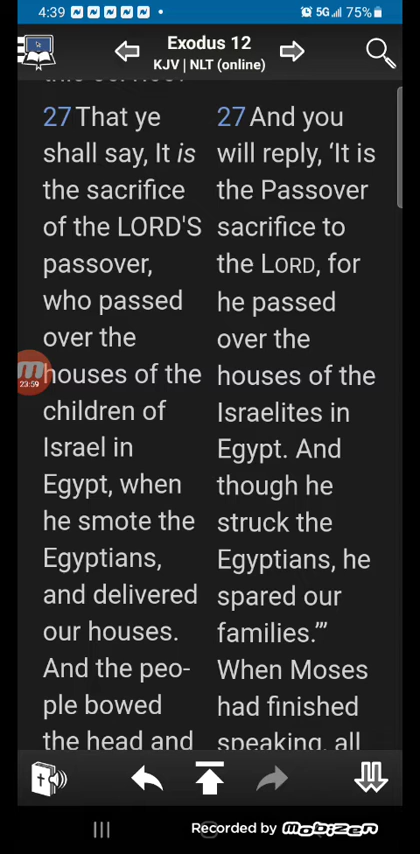 4:39
5G 75%
Exodus 12
KJV | NLT (online)
27 That ye
shall say, It is
the sacrifice
of the LORD'S
passover,
who passed
over the
houses of the
children of
Israel in
Egypt, when
he smote the
Egyptians,
and delivered
our houses.
And the peo-
ple bowed
the head and
27 And you
will reply, ‘It is
the Passover
sacrifice to
the LORD, for
he passed
over the
houses of the
Israelites in
Egypt. And
though he
struck the
Egyptians, he
spared our
families.’”
When Moses
had finished
speaking, all
23:59
Recorded by mobizen